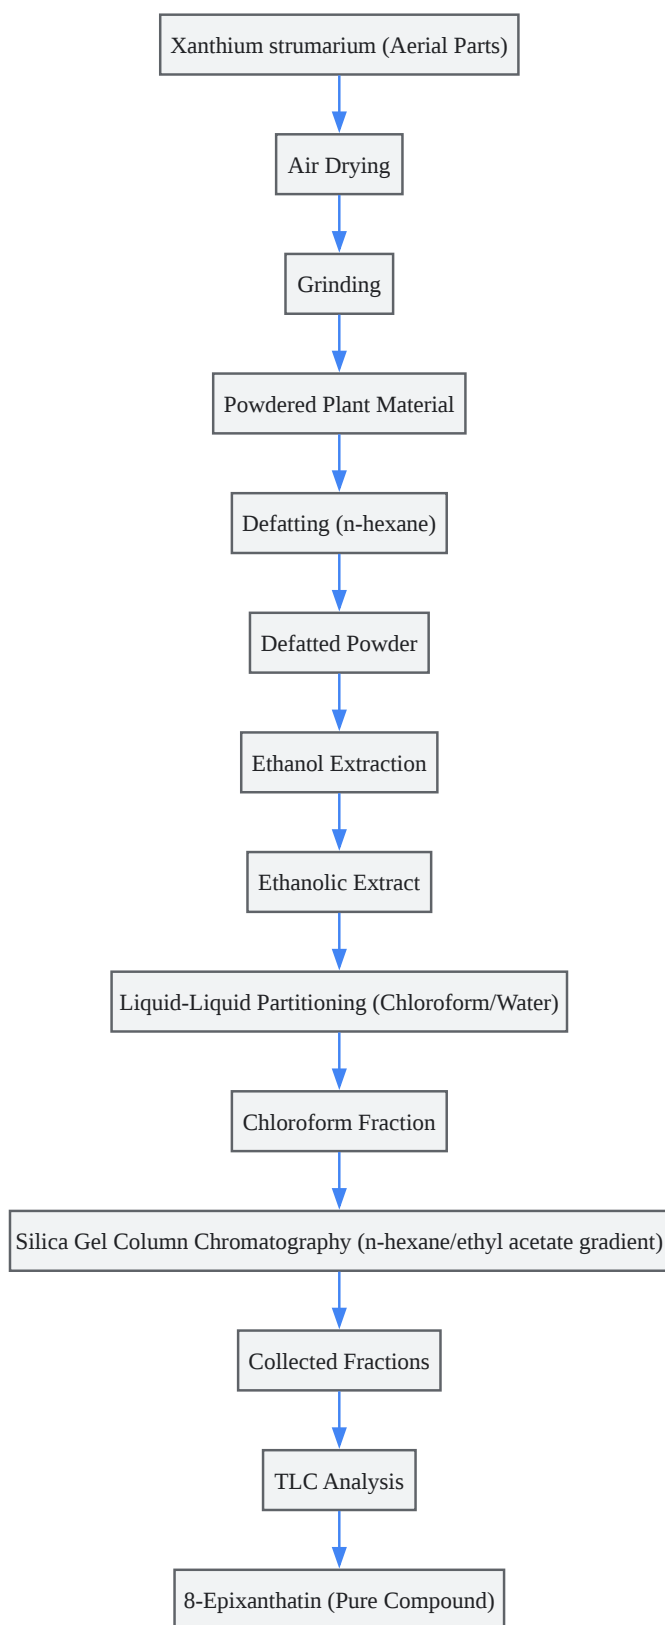 Xanthium strumarium (Aerial Parts)
Air Drying
Grinding
Powdered Plant Material
Defatting (n-hexane)
Defatted Powder
Ethanol Extraction
Ethanolic Extract
Liquid-Liquid Partitioning (Chloroform/Water)
Chloroform Fraction
Silica Gel Column Chromatography (n-hexane/ethyl acetate gradient)
Collected Fractions
TLC Analysis
8-Epixanthatin (Pure Compound)